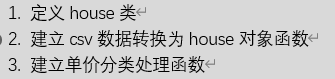 1. 定义 house 类
2. 建立 csv 数据转换为 house 对象函数
3. 建立单价分类处理函数